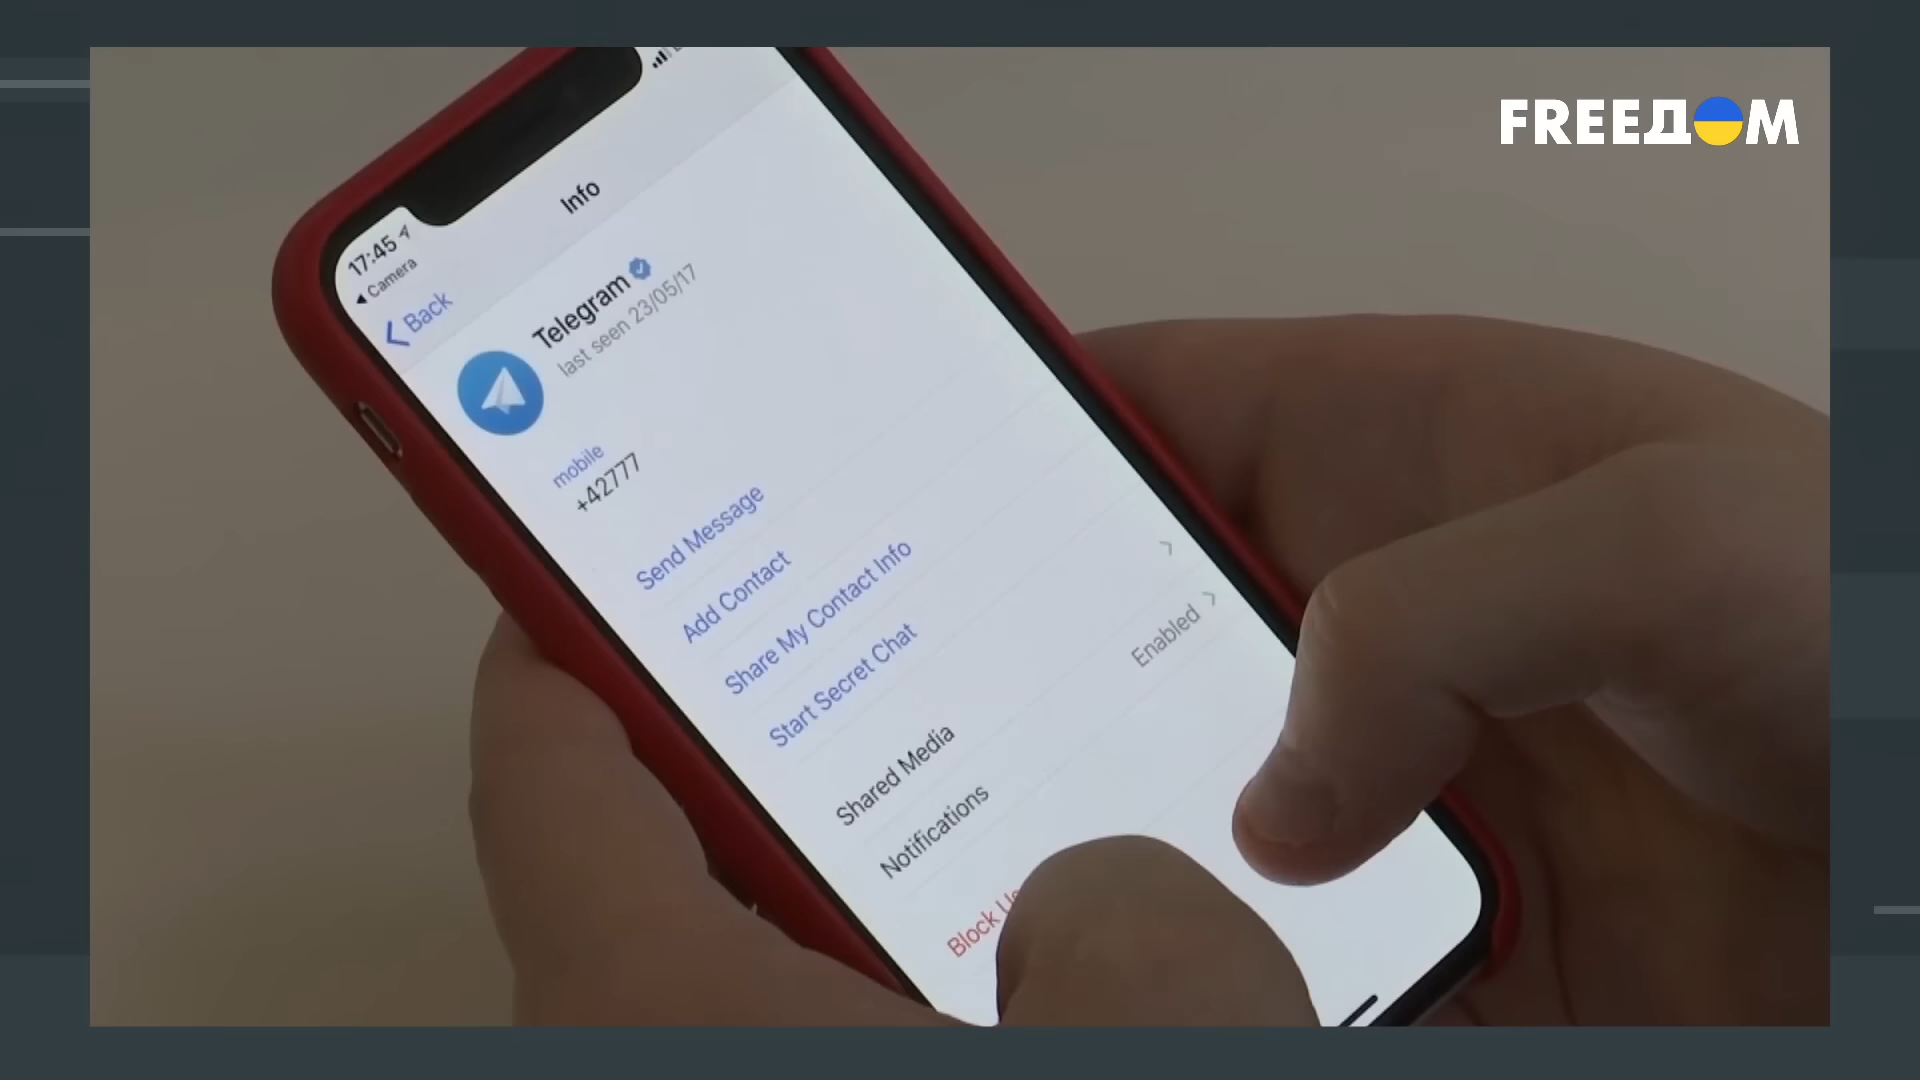 FREEДOM
17:45
Camera
Back
Info
Telegram
last seen 23/05/17
mobile
+42777
Send Message
Add Contact
Share My Contact Info
Start Secret Chat
Shared Media
Notifications
Enabled
Block